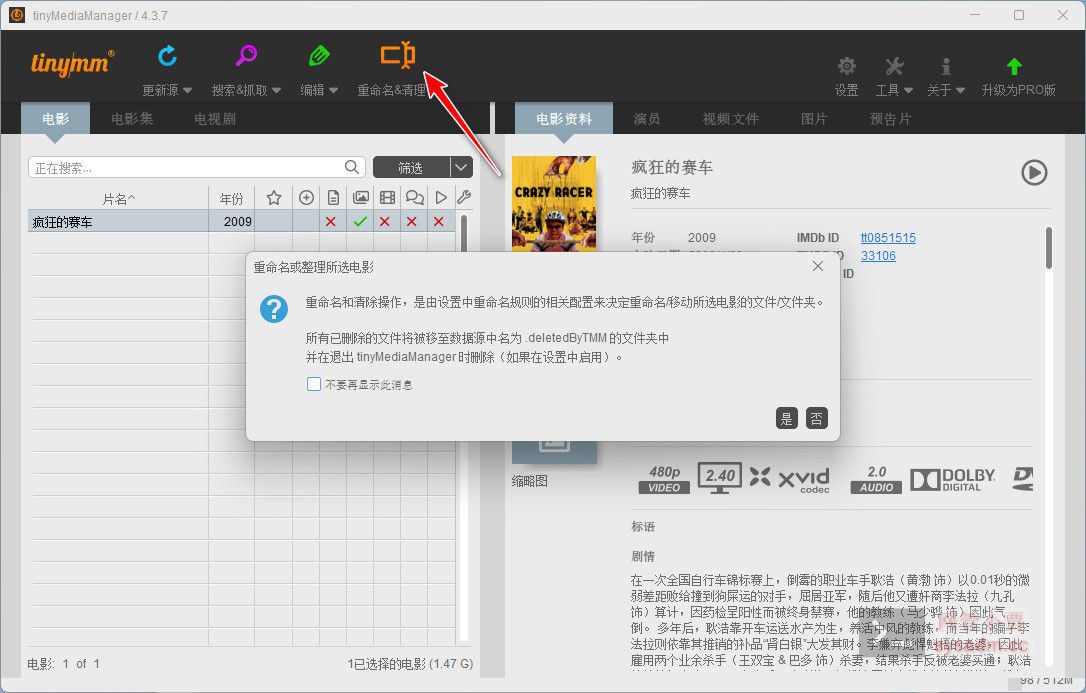 tinyMediaManager / 4.3.7
tinymm®
更新源 搜索&抓取 编辑 重命名&清理
设置 工具 关于 升级为PRO版
电影 电影集 电视剧
电影资料 演员 视频文件 图片 预告片
正在搜索... 筛选
片名^ 年份
疯狂的赛车 2009
CRAZY RACER
疯狂的赛车
疯狂的赛车
年份 2009 IMDb ID tt0851515
33106
ID
重命名或整理所选电影
重命名和清除操作，是由设置中重命名规则的相关配置来决定重命名/移动所选电影的文件/文件夹。
所有已删除的文件将被移至数据源中名为 .deletedByTMM 的文件夹中
并在退出 tinyMediaManager 时删除（如果在设置中启用）。
不要再显示此消息
是 否
缩略图
480p VIDEO 2.40 xvid codec 2.0 AUDIO DOLBY DIGITAL
标语
剧情
在一次全国自行车锦标赛上，倒霉的职业车手耿浩（黄渤 饰）以0.01秒的微
弱差距败给撞到狗屎运的对手，屈居亚军，随后他又遭奸商李法拉（九孔
饰）算计，因药检呈阳性而被终身禁赛，他的教练（马少骅 饰）因此气
倒。 多年后，耿浩靠开车运送水产为生，养活中风的教练，而当年的骗子李
法拉则依靠其推销的补品“肾白银”大发其财。李嫌弃彪悍魁梧的老婆，因此
雇用两个业余杀手（王双宝 & 巴多 饰）杀妻，结果杀手反被老婆买通；耿浩
电影: 1 of 1 1已选择的电影 (1.47 G)
98 / 512M